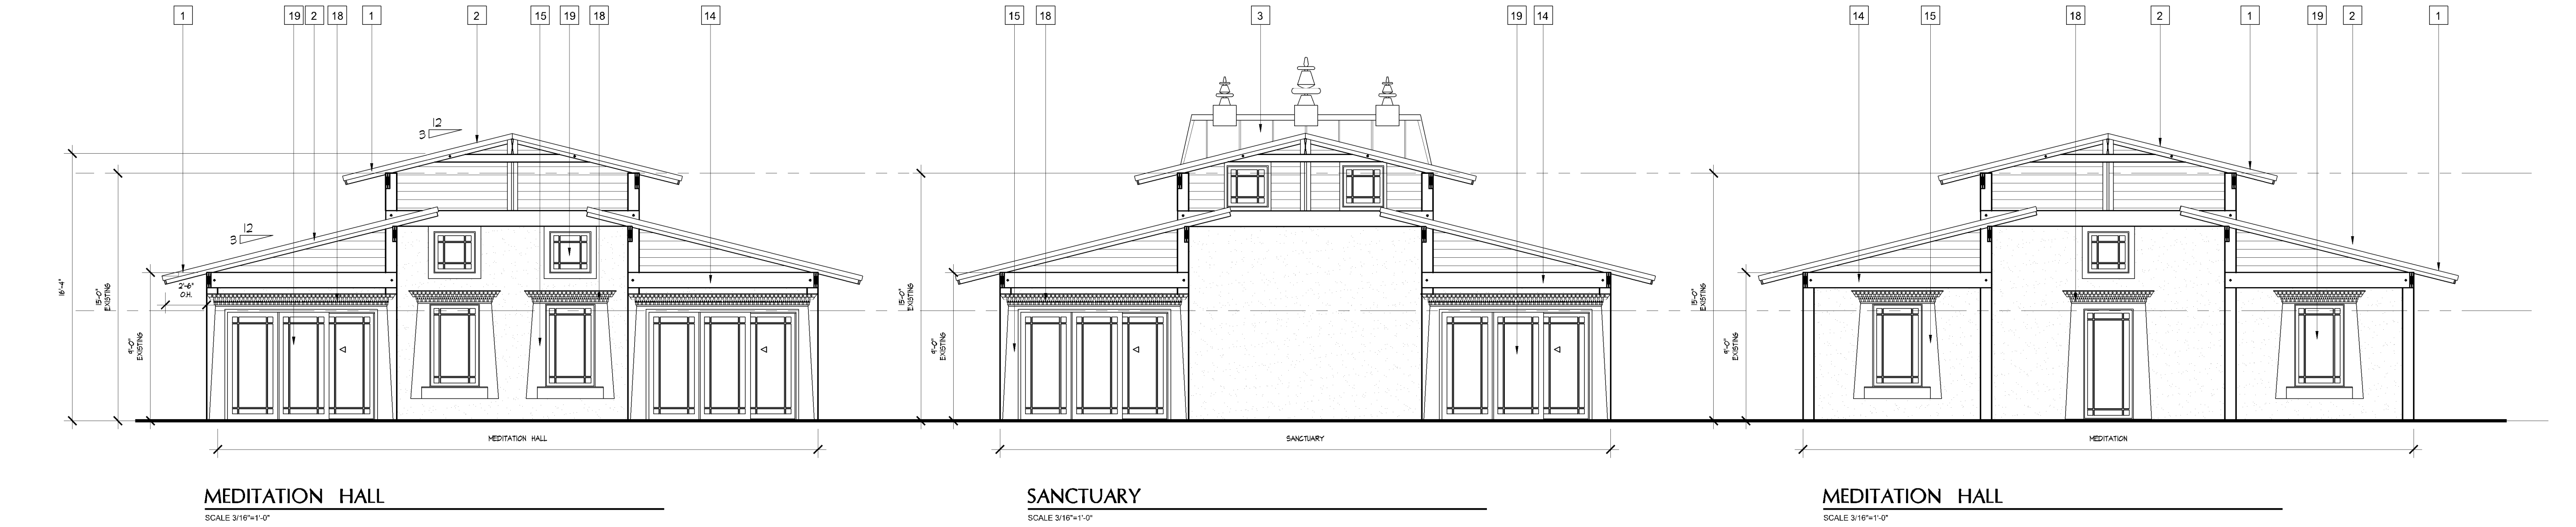 1 19 2 18 1 2 15 19 18 14 15 18 3 19 14 14 15 18 2 1 19 2 1
12
3
12
3
16'-4"
15'-0"
EXISTING
9'-0"
EXISTING
2'-6"
O.H.
15'-0"
EXISTING
9'-0"
EXISTING
15'-0"
EXISTING
9'-0"
EXISTING
MEDITATION HALL
SANCTUARY
MEDITATION
MEDITATION HALL
SCALE 3/16"=1'-0"
SANCTUARY
SCALE 3/16"=1'-0"
MEDITATION HALL
SCALE 3/16"=1'-0"